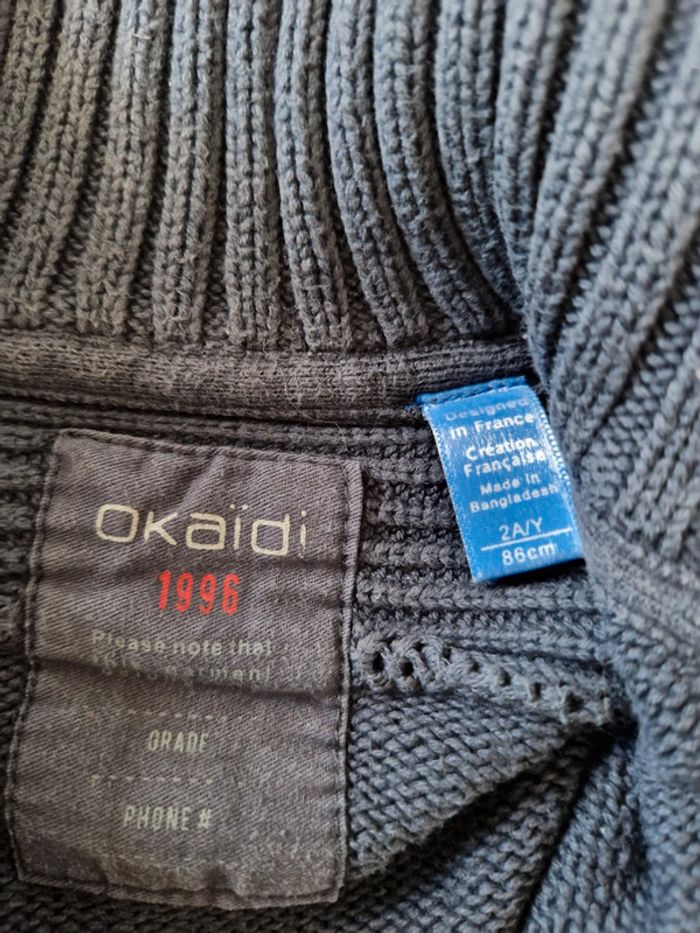 OKAÏDI
1996
Please note that
this garment
GRADE
PHONE #
Designed
in France
Création
Française
Made in
Bangladesh
2A/Y
86cm